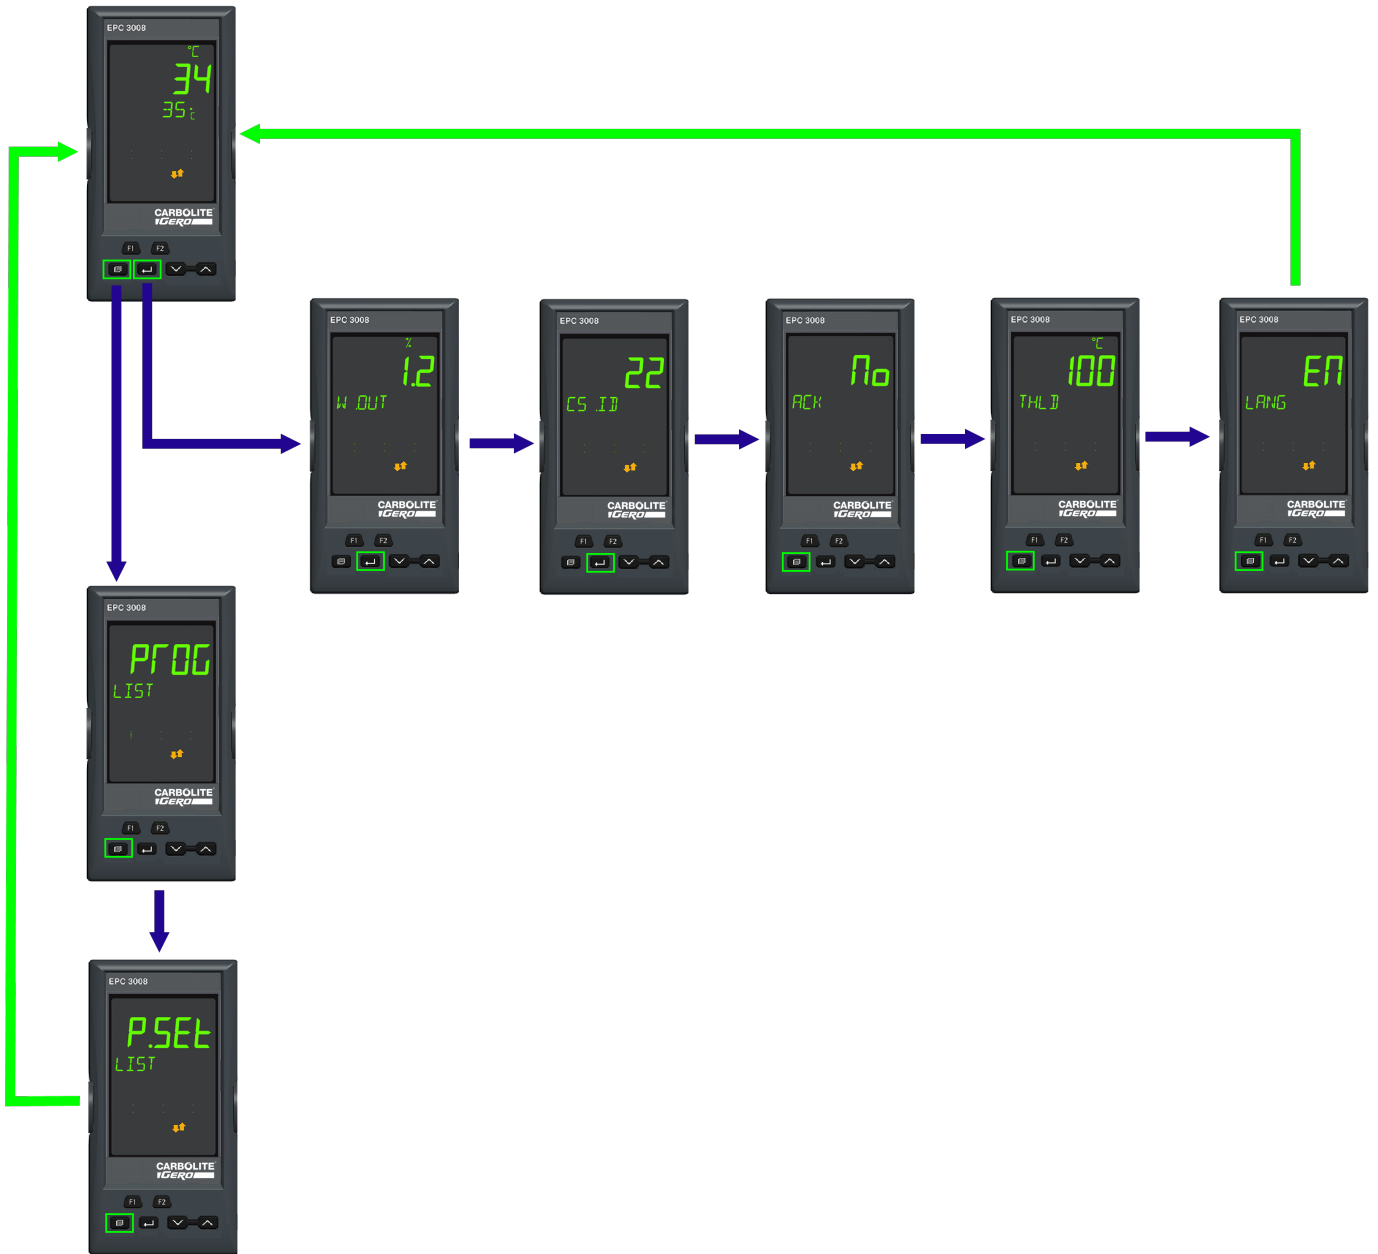 EPC 3008
°C
34
35 °C
CARBOLITE
GERO
F1 F2
EPC 3008
%
1.2
W.OUT
CARBOLITE
GERO
F1 F2
EPC 3008
22
CS.ID
CARBOLITE
GERO
F1 F2
EPC 3008
No
ACK
CARBOLITE
GERO
F1 F2
EPC 3008
°C
100
THLD
CARBOLITE
GERO
F1 F2
EPC 3008
EN
LANG
CARBOLITE
GERO
F1 F2
EPC 3008
ProG
LIST
CARBOLITE
GERO
F1 F2
EPC 3008
P.SEt
LIST
CARBOLITE
GERO
F1 F2